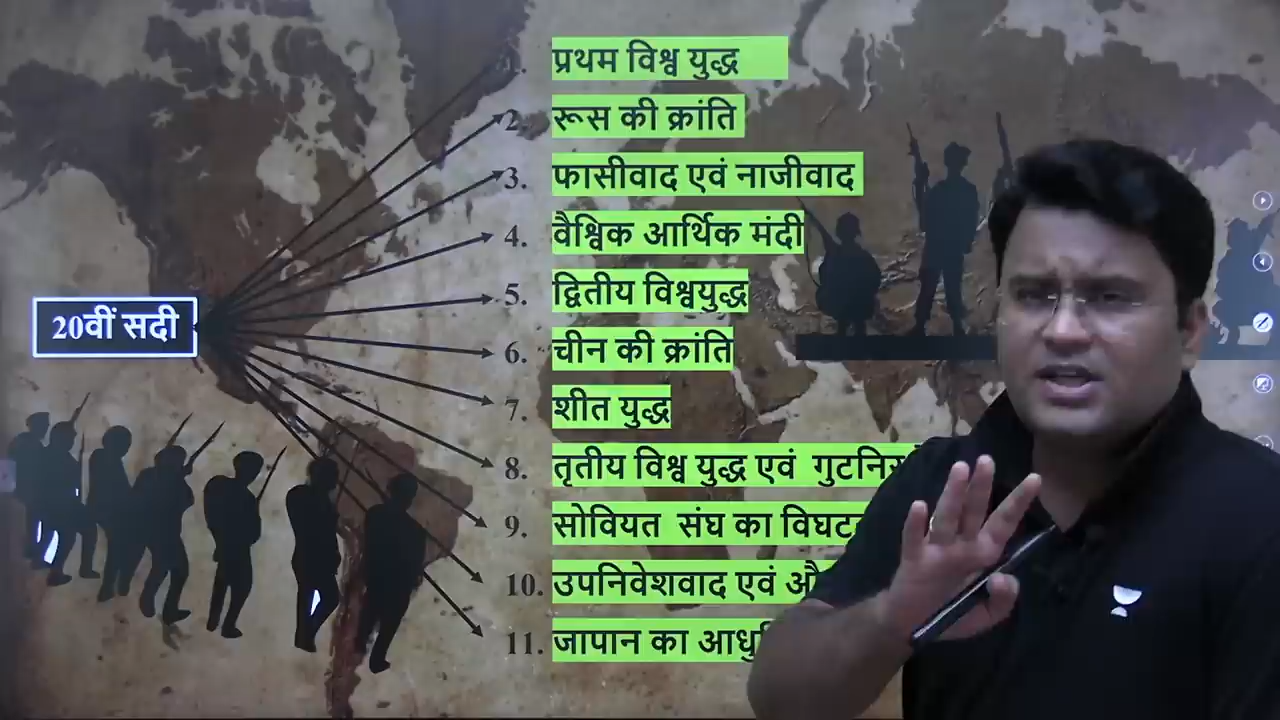 20वीं सदी
1. प्रथम विश्व युद्ध
2. रूस की क्रांति
3. फासीवाद एवं नाजीवाद
4. वैश्विक आर्थिक मंदी
5. द्वितीय विश्वयुद्ध
6. चीन की क्रांति
7. शीत युद्ध
8. तृतीय विश्व युद्ध एवं
9. सोवियत संघ का
10. उपनिवेशवाद एवं
11. जापान का